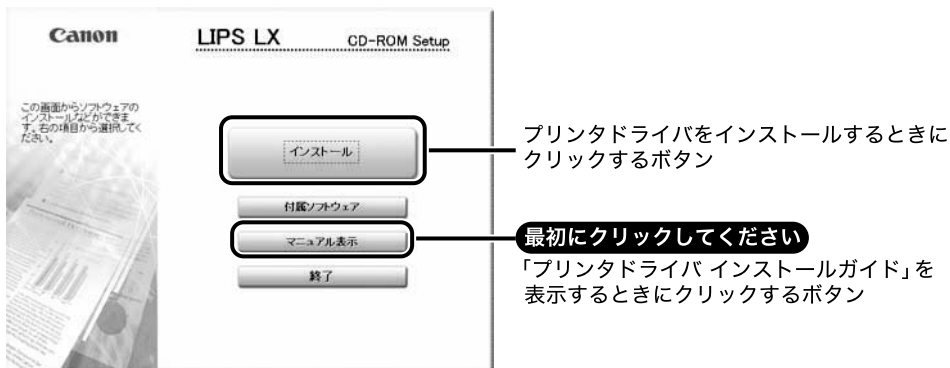 Canon
LIPS LX CD-ROM Setup
この画面からソフトウェアの
インストールなどができま
す。右の項目から選択してく
ださい。
インストール
プリンタドライバをインストールするときに
クリックするボタン
付属ソフトウェア
マニュアル表示
最初にクリックしてください
「プリンタドライバ インストールガイド」を
表示するときにクリックするボタン
終了